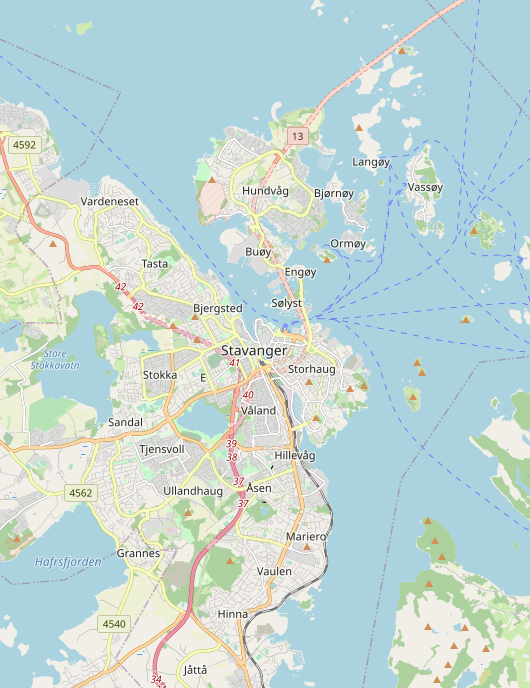 13
4592
Langøy
Vassøy
Hundvåg
Bjørnøy
Vardeneset
Ormøy
Buøy
Tasta
Engøy
42
Sølyst
42
Bjergsted
Stavanger
Store
Stokkavatn
41
Storhaug
Stokka
E
40
Våland
Sandal
39
Tjensvoll
Hillevåg
38
37
Åsen
Ullandhaug
4562
37
Mariero
Grannes
Hafrsfjorden
Vaulen
Hinna
4540
Jåttå
34